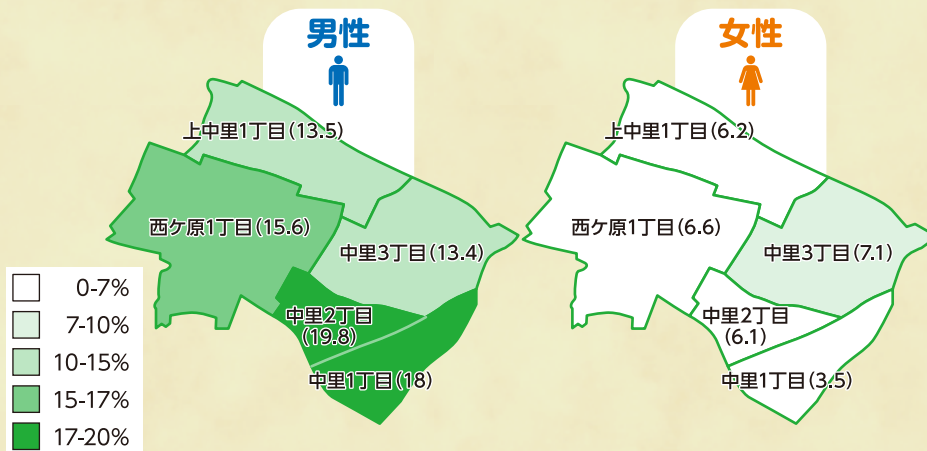 男性
上中里1丁目(13.5)
西ケ原1丁目(15.6)
中里3丁目(13.4)
中里2丁目
(19.8)
中里1丁目(18)
女性
上中里1丁目(6.2)
西ケ原1丁目(6.6)
中里3丁目(7.1)
中里2丁目
(6.1)
中里1丁目(3.5)
0-7%
7-10%
10-15%
15-17%
17-20%